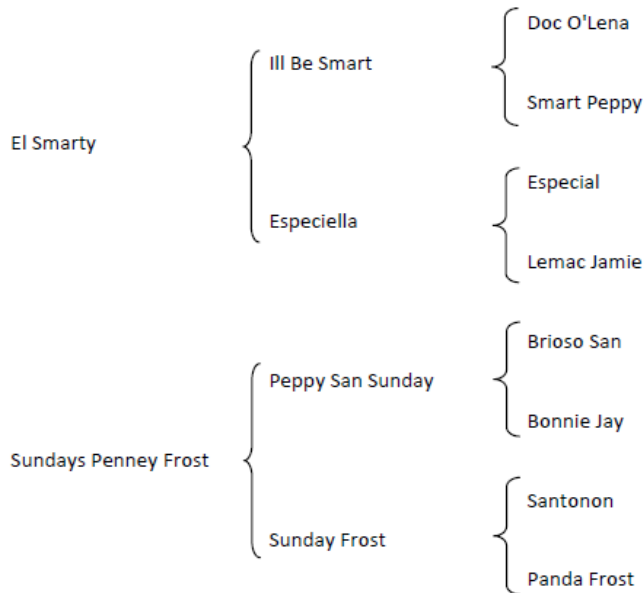 Doc O'Lena
Ill Be Smart
Smart Peppy
El Smarty
Especial
Especiella
Lemac Jamie
Brioso San
Peppy San Sunday
Bonnie Jay
Sundays Penney Frost
Santonon
Sunday Frost
Panda Frost